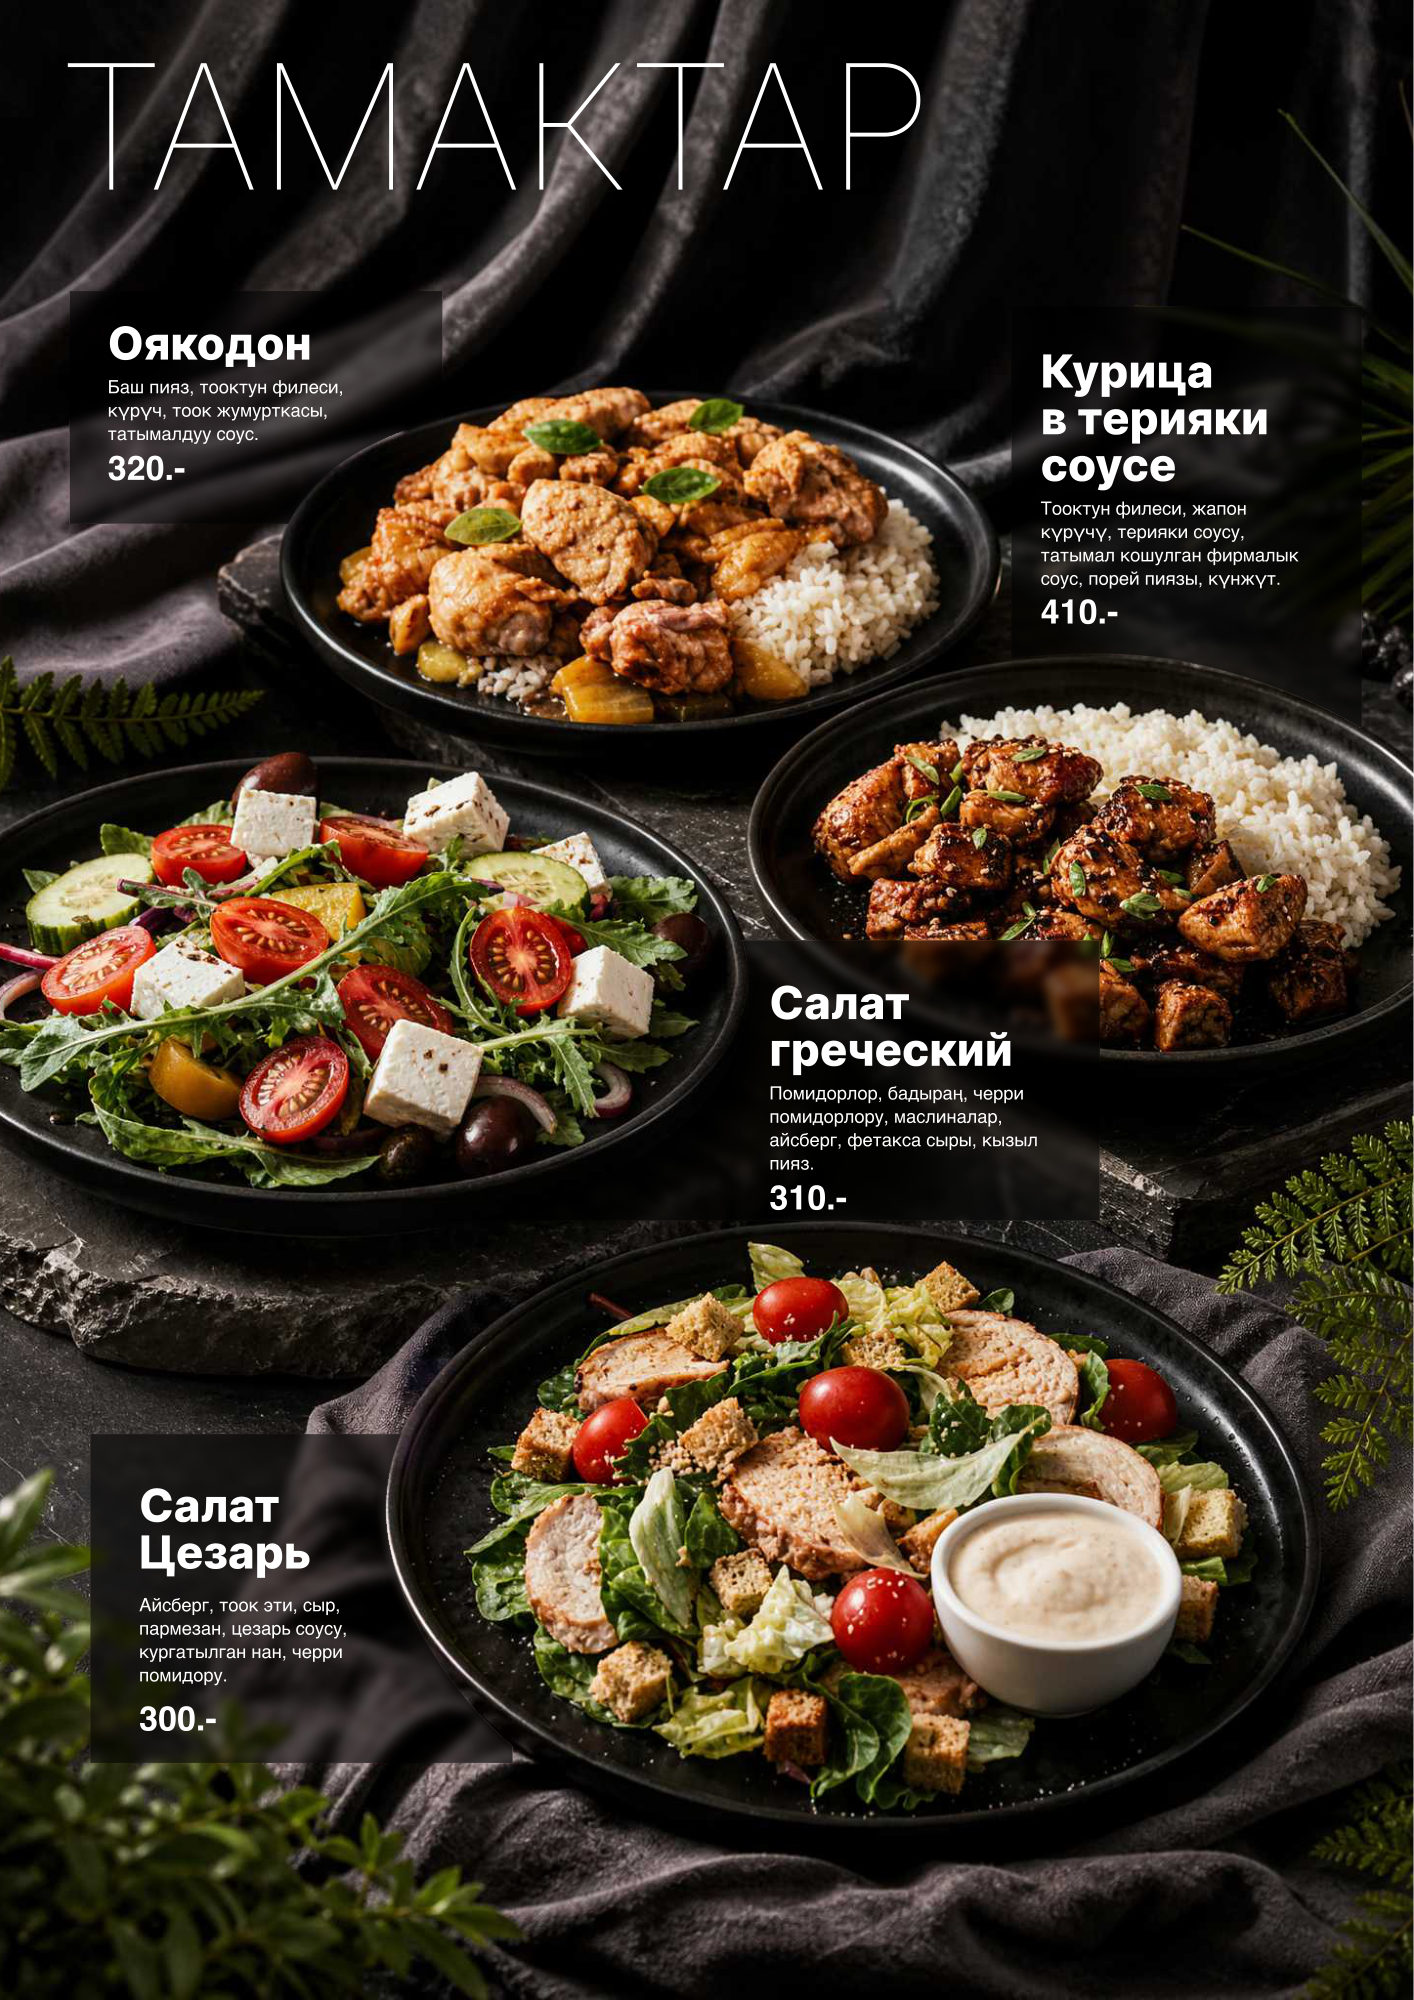 ТАМАКТАР
Оякодон
Баш пияз, тооктун филеси,
күрүч, тоок жумурткасы,
татымалдуу соус.
320.-
Курица
в терияки
соусе
Тооктун филеси, жапон
күрүчү, терияки соусу,
татымал кошулган фирмалык
соус, порей пиязы, күнжүт.
410.-
Салат
греческий
Помидорлор, бадыраң, черри
помидорлору, маслиналар,
айсберг, фетакса сыры, кызыл
пияз.
310.-
Салат
Цезарь
Айсберг, тоок эти, сыр,
пармезан, цезарь соусу,
кургатылган нан, черри
помидору.
300.-